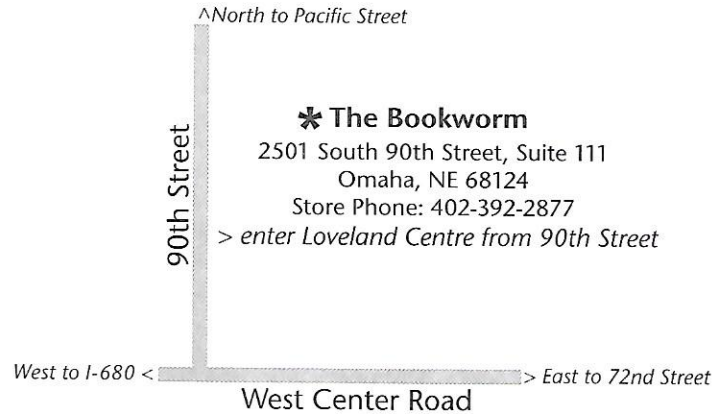 ^North to Pacific Street
* The Bookworm
2501 South 90th Street, Suite 111
Omaha, NE 68124
Store Phone: 402-392-2877
> enter Loveland Centre from 90th Street
90th Street
West to I-680 <
> East to 72nd Street
West Center Road